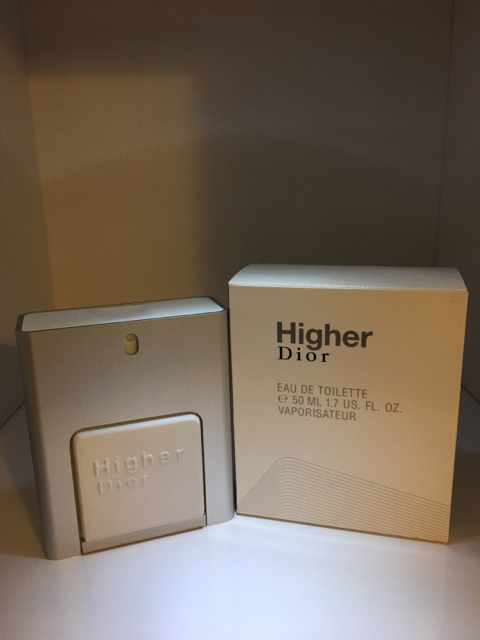 Higher
Dior
Higher
Dior
EAU DE TOILETTE
℮ 50 ML 1.7 US. FL. OZ.
VAPORISATEUR